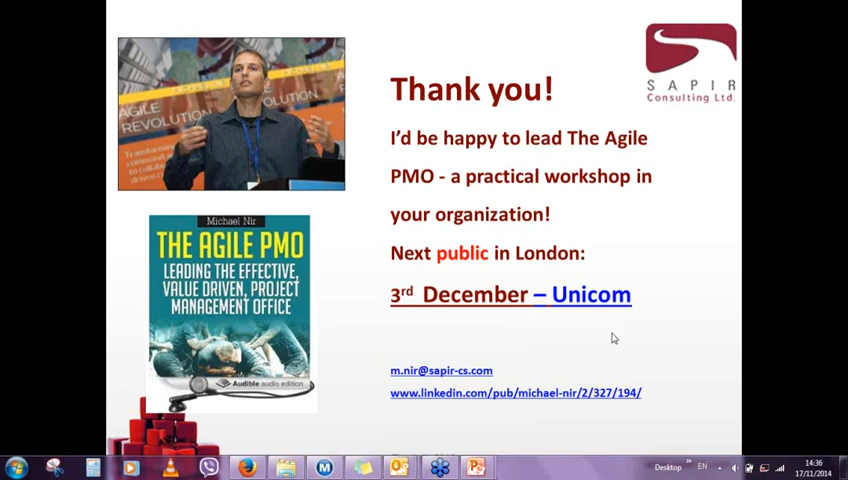 AGILE
REVOLUTION
Transforming
Thank you!
I'd be happy to lead The Agile
PMO - a practical workshop in
your organization!
Next public in London:
3rd December – Unicom
m.nir@sapir-cs.com
www.linkedin.com/pub/michael-nir/2/327/194/
SAPIR
Consulting Ltd.
Michael Nir
THE AGILE PMO
LEADING THE EFFECTIVE,
VALUE DRIVEN, PROJECT
MANAGEMENT OFFICE
Audible audio edition
Desktop
EN
14:36
17/11/2014